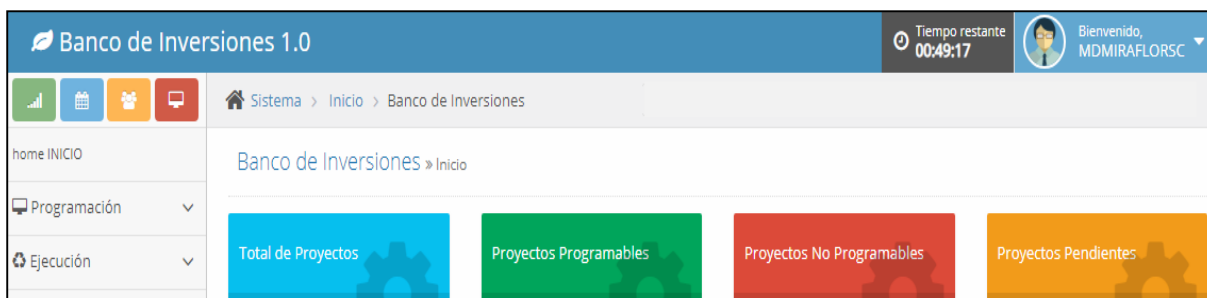 Banco de Inversiones 1.0
Tiempo restante
00:49:17
Bienvenido,
MDMIRAFLORSC
Sistema > Inicio > Banco de Inversiones
home INICIO
Banco de Inversiones » Inicio
Programación
Ejecución
Total de Proyectos
Proyectos Programables
Proyectos No Programables
Proyectos Pendientes